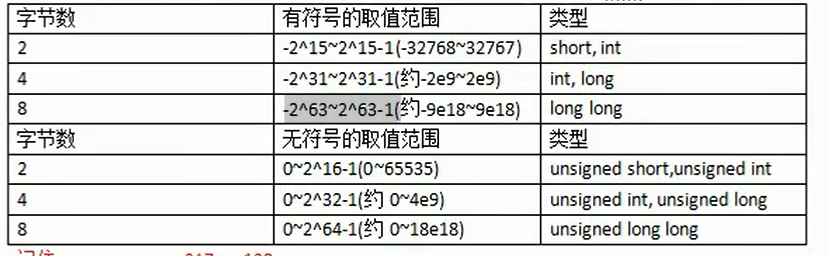 字节数 有符号的取值范围 类型
2 -2^15~2^15-1(-32768~32767) short, int
4 -2^31~2^31-1(约-2e9~2e9) int, long
8 -2^63~2^63-1(约-9e18~9e18) long long
字节数 无符号的取值范围 类型
2 0~2^16-1(0~65535) unsigned short,unsigned int
4 0~2^32-1(约 0~4e9) unsigned int, unsigned long
8 0~2^64-1(约 0~18e18) unsigned long long